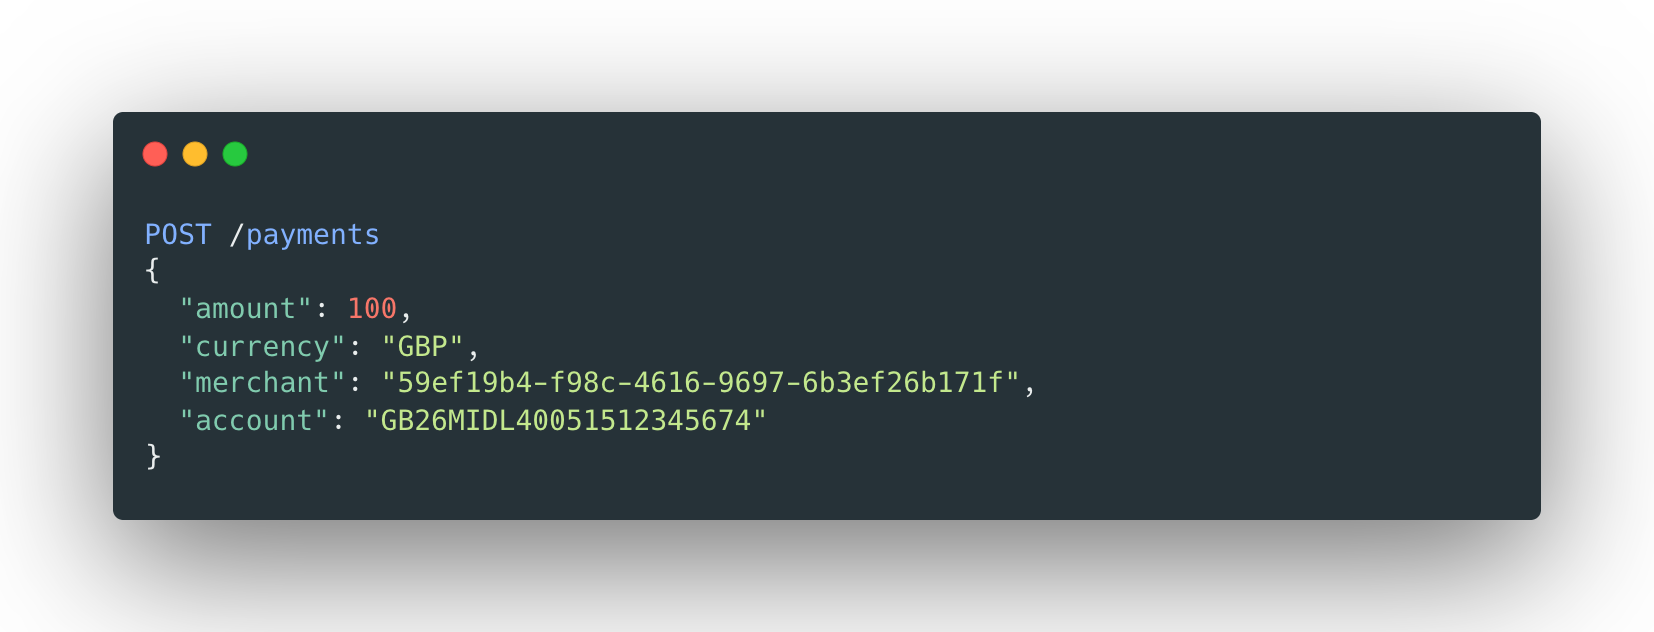 POST /payments
{
  "amount": 100,
  "currency": "GBP",
  "merchant": "59ef19b4-f98c-4616-9697-6b3ef26b171f",
  "account": "GB26MIDL40051512345674"
}